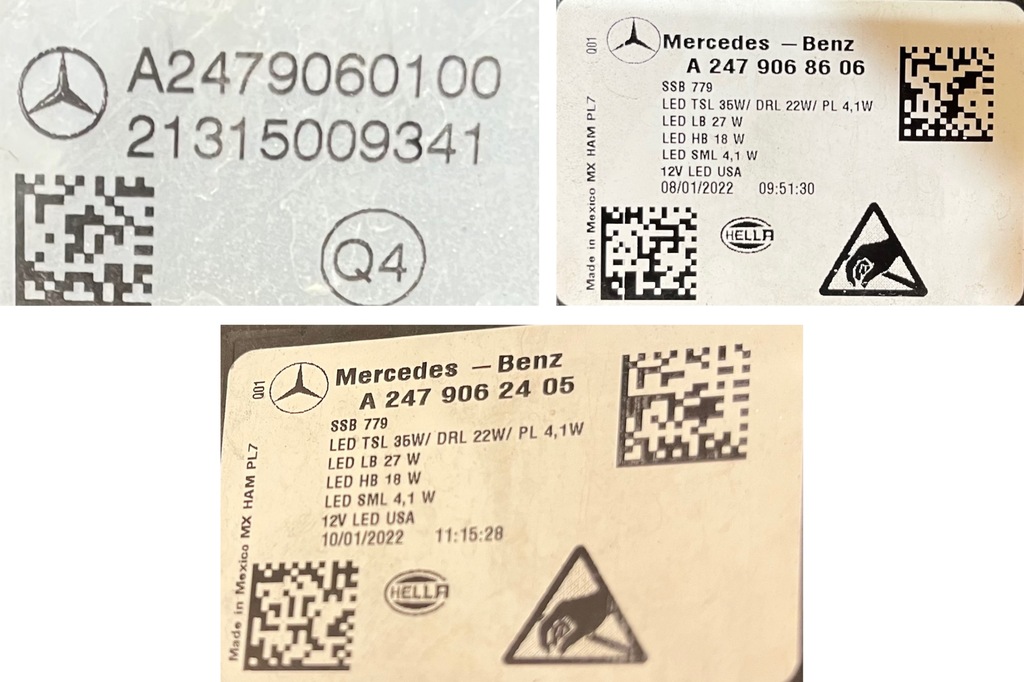 A2479060100
21315009341
Q4
Q01
Mercedes – Benz
A 247 906 86 06
SSB 779
LED TSL 35W/ DRL 22W/ PL 4,1W
LED LB 27 W
LED HB 18 W
LED SML 4,1 W
12V LED USA
08/01/2022 09:51:30
Made in Mexico MX HAM PL7
HELLA
Q01
Mercedes – Benz
A 247 906 24 05
SSB 779
LED TSL 35W/ DRL 22W/ PL 4,1W
LED LB 27 W
LED HB 18 W
LED SML 4,1 W
12V LED USA
10/01/2022 11:15:28
Made in Mexico MX HAM PL7
HELLA